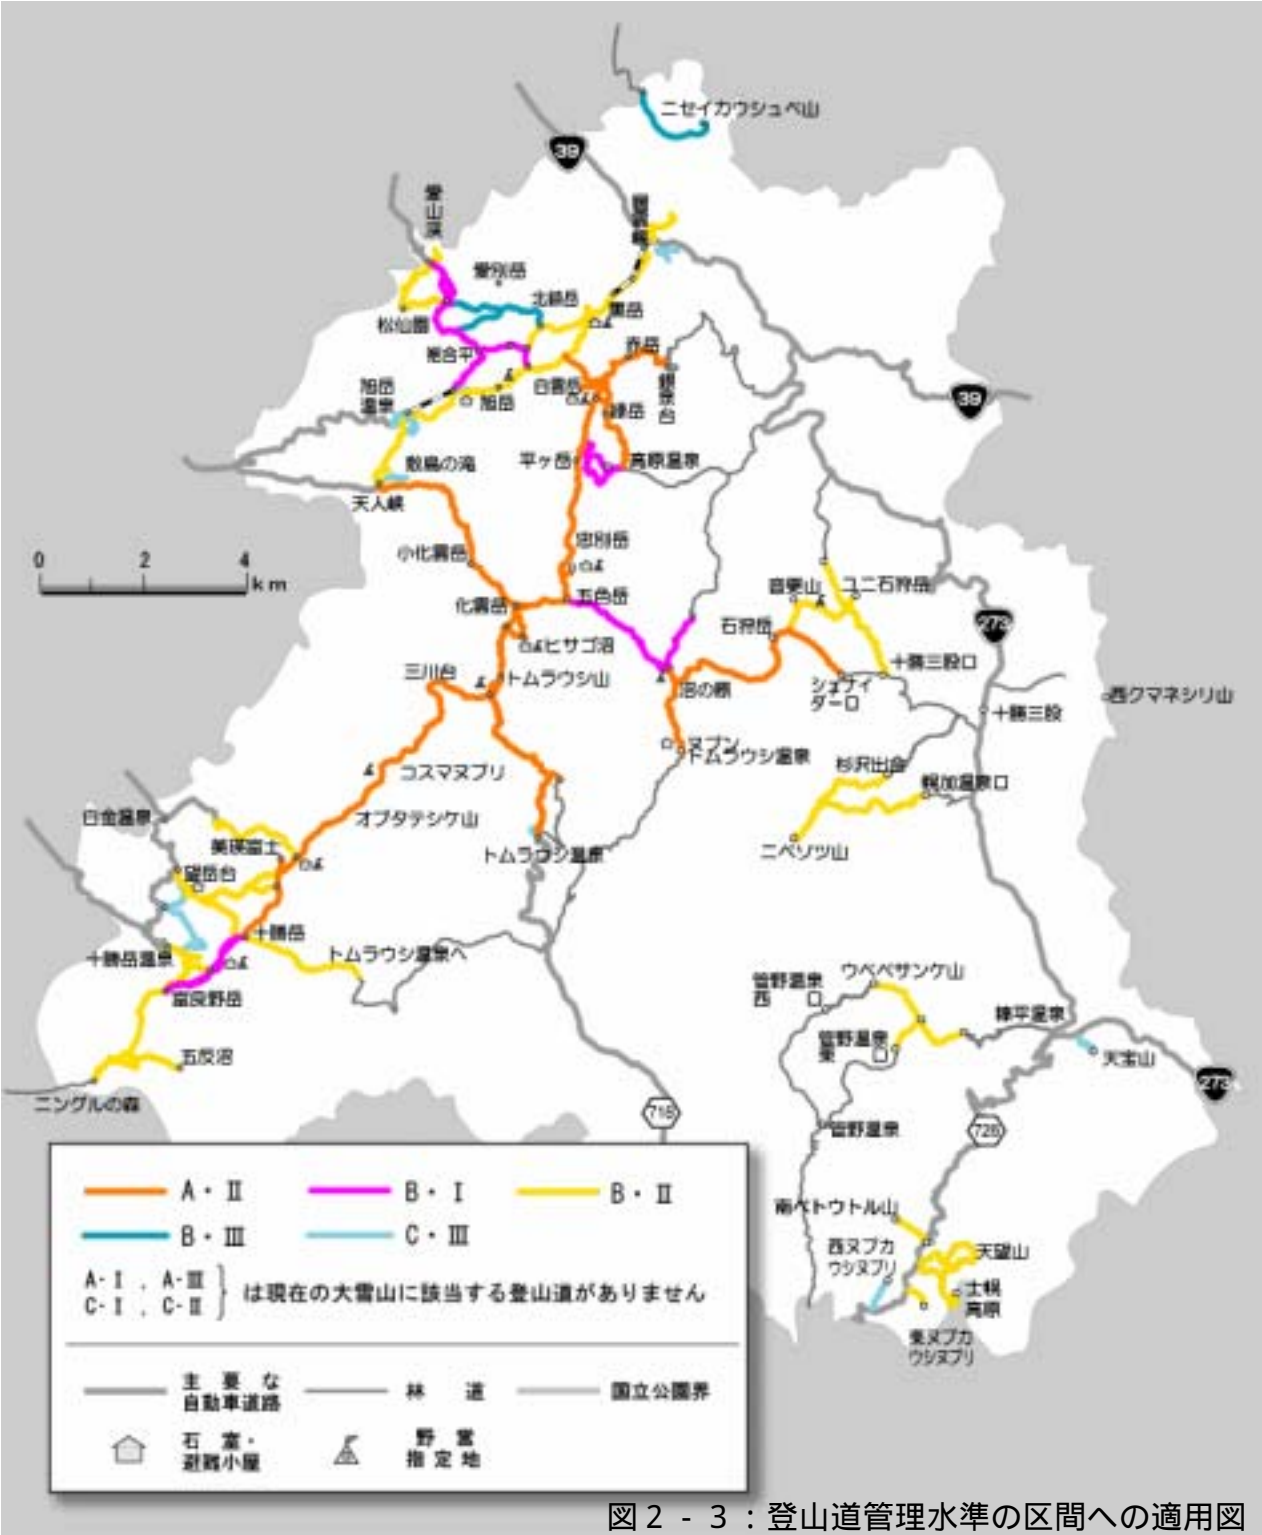 ニセイカウシュペ山
39
愛山渓
愛別岳
北鎮岳
黒岳
松仙園
裾合平
赤岳
銀泉台
旭岳
温泉
白雲岳
旭岳
緑岳
39
敷島の滝
平ヶ岳
高原温泉
天人峡
0 2 4 km
小化雲岳
忠別岳
化雲岳
五色岳
音更山
ユニ石狩岳
273
石狩岳
ヒサゴ沼
三川台
トムラウシ山
沼の原
シュナイ
ダー口
十勝三股口
西クマネシリ山
十勝三股
ヌプン
トムラウシ温泉
コスマヌプリ
杉沢出合
幌加温泉口
白金温泉
オプタテシケ山
美瑛富士
トムラウシ温泉
ニペソツ山
望岳台
十勝岳
十勝岳温泉
トムラウシ温泉へ
富良野岳
ウペペサンケ山
管野温泉
西口
管野温泉
東口
糠平温泉
天宝山
273
五反沼
ニングルの森
718
管野温泉
728
南ペトウトル山
西ヌプカ
ウシヌプリ
天望山
士幌
高原
東ヌプカ
ウシヌプリ
A・Ⅱ B・Ⅰ B・Ⅱ
B・Ⅲ C・Ⅲ
A-Ⅰ , A-Ⅲ
C-Ⅰ , C-Ⅱ
は現在の大雪山に該当する登山道がありません
主要な
自動車道路
林道
国立公園界
石室・
避難小屋
野営
指定地
図2-3:登山道管理水準の区間への適用図